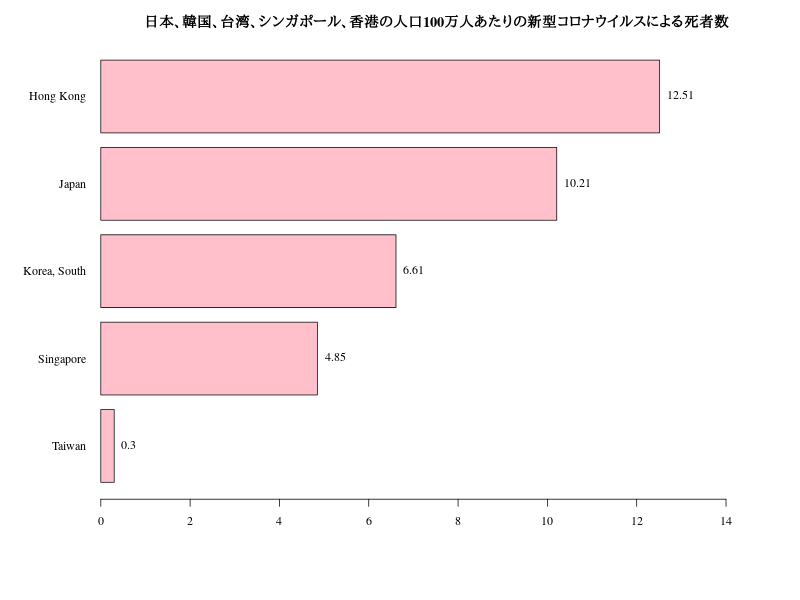 日本、韓国、台湾、シンガポール、香港の人口100万人あたりの新型コロナウイルスによる死者数
Hong Kong 12.51
Japan 10.21
Korea, South 6.61
Singapore 4.85
Taiwan 0.3
0 2 4 6 8 10 12 14